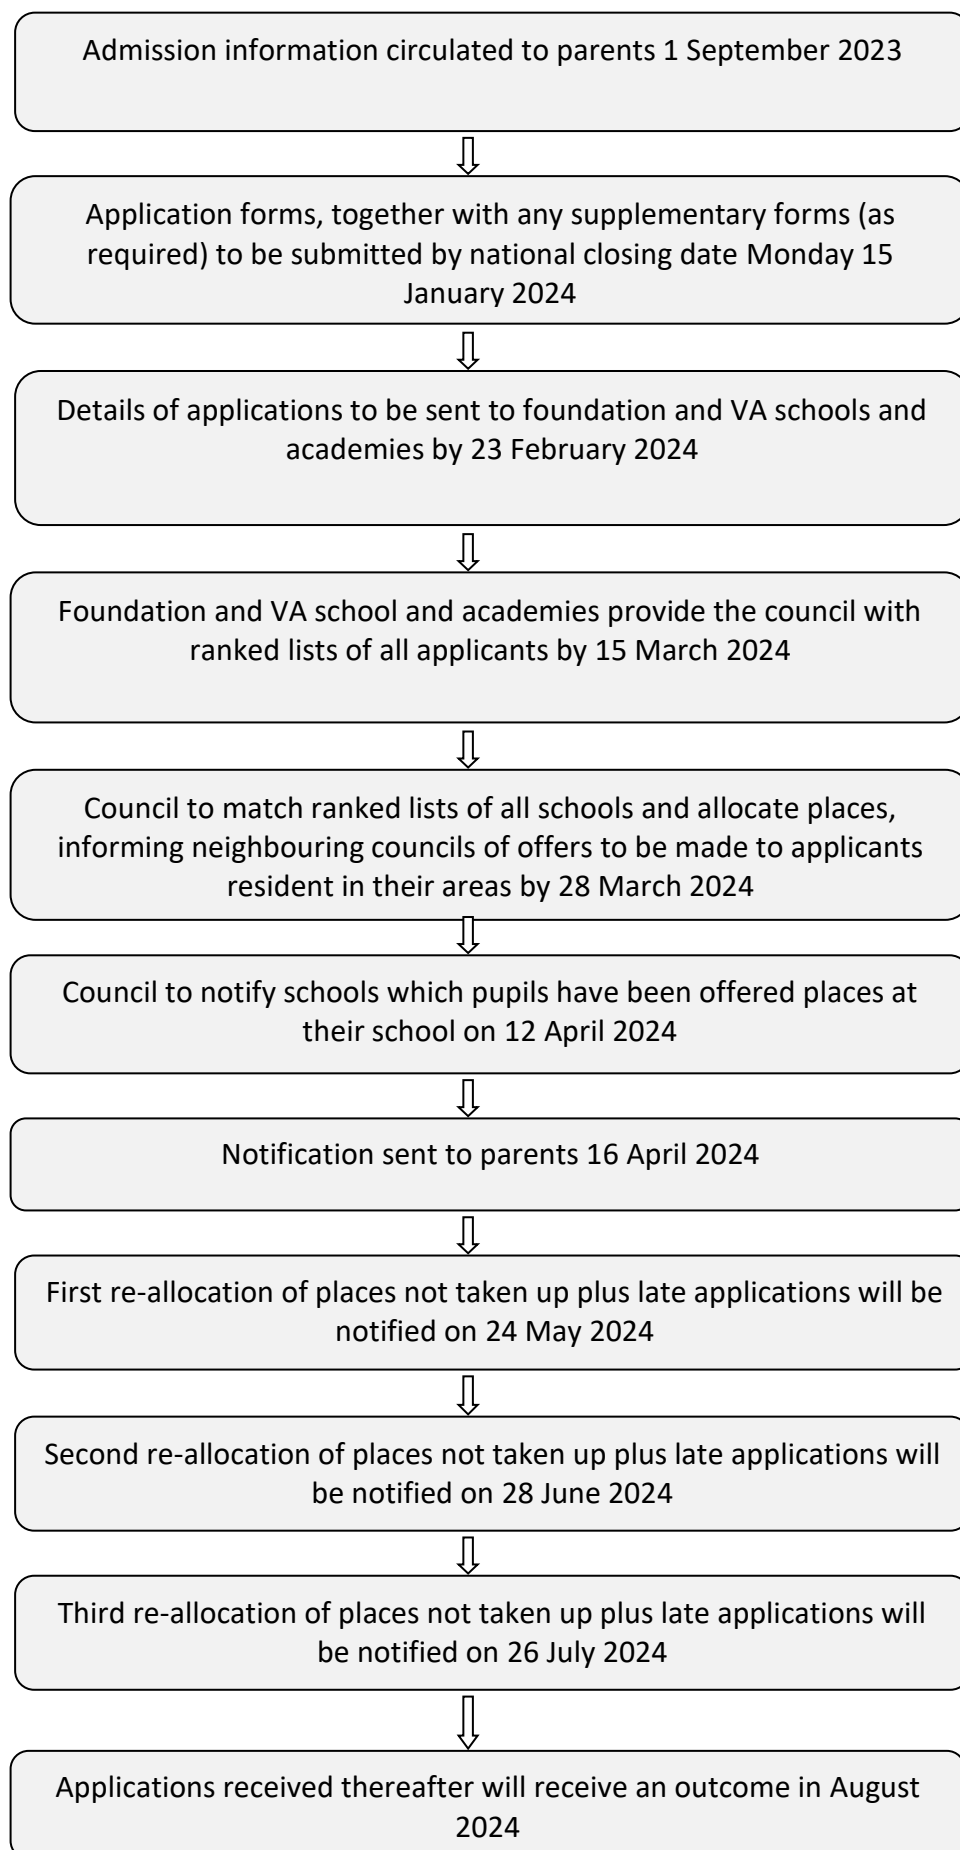 Admission information circulated to parents 1 September 2023
Application forms, together with any supplementary forms (as
required) to be submitted by national closing date Monday 15
January 2024
Details of applications to be sent to foundation and VA schools and
academies by 23 February 2024
Foundation and VA school and academies provide the council with
ranked lists of all applicants by 15 March 2024
Council to match ranked lists of all schools and allocate places,
informing neighbouring councils of offers to be made to applicants
resident in their areas by 28 March 2024
Council to notify schools which pupils have been offered places at
their school on 12 April 2024
Notification sent to parents 16 April 2024
First re-allocation of places not taken up plus late applications will be
notified on 24 May 2024
Second re-allocation of places not taken up plus late applications will
be notified on 28 June 2024
Third re-allocation of places not taken up plus late applications will
be notified on 26 July 2024
Applications received thereafter will receive an outcome in August
2024